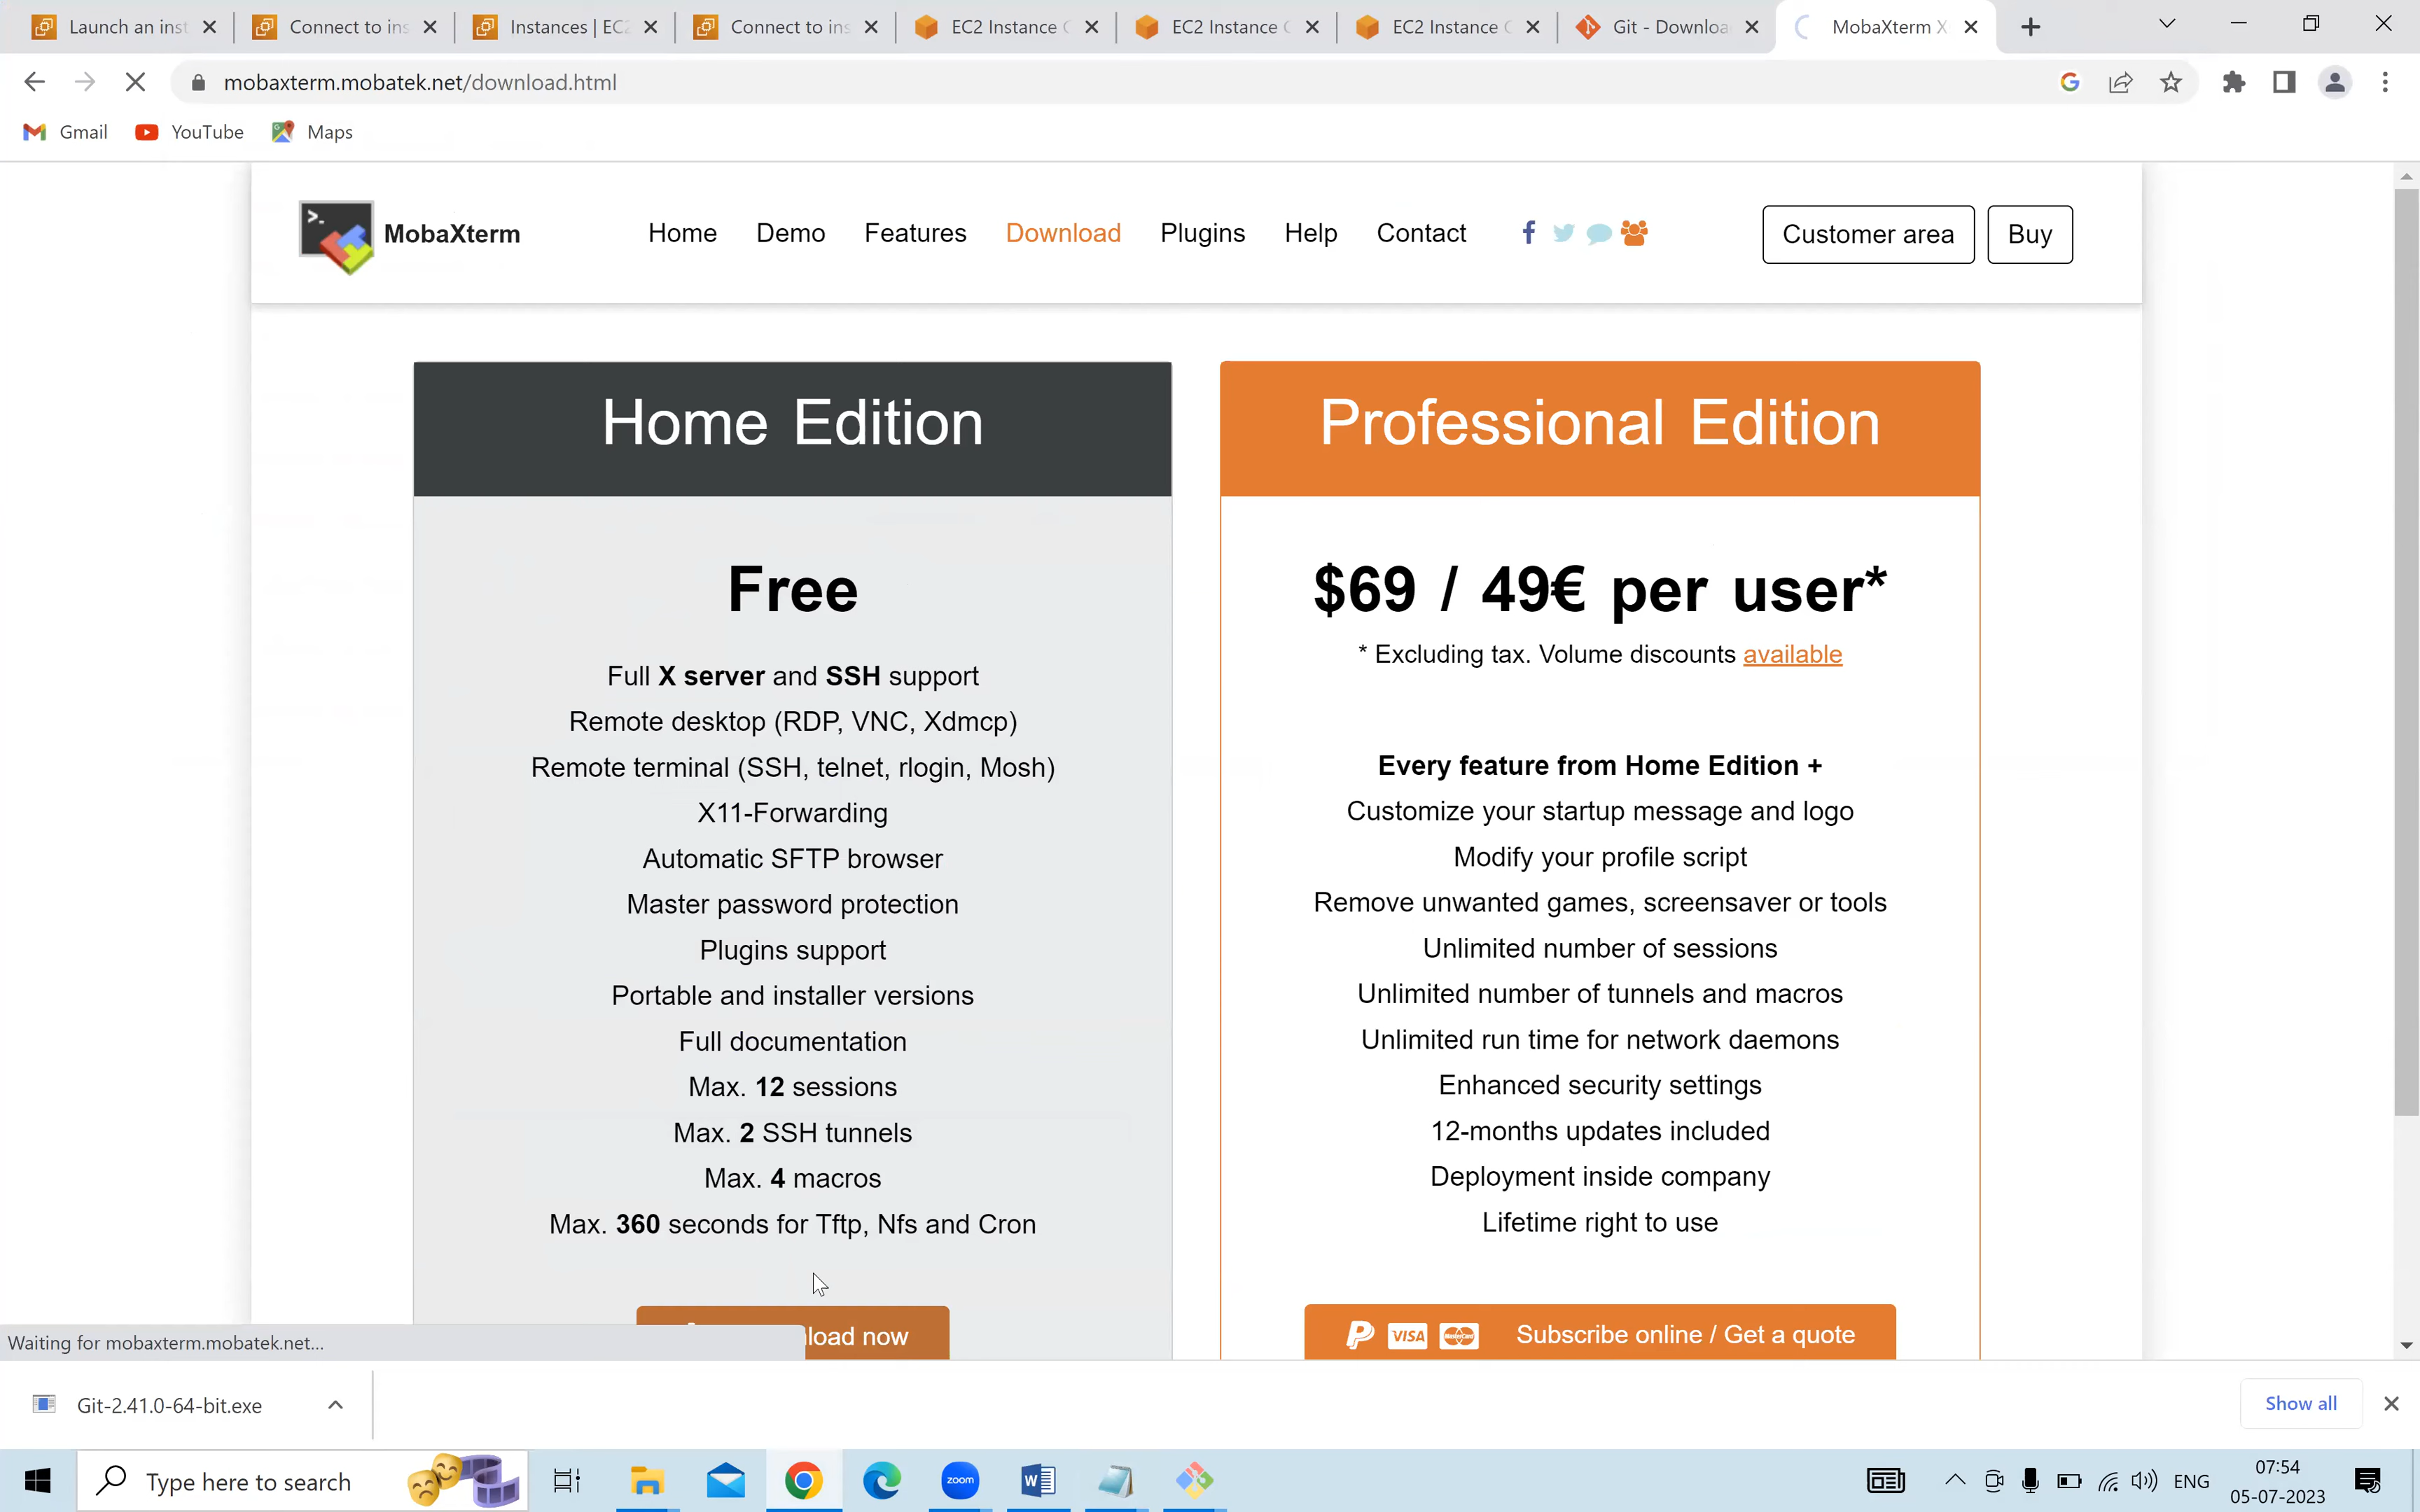 Launch an inst
Connect to ins
Instances | EC2
Connect to ins
EC2 Instance C
EC2 Instance C
EC2 Instance C
Git - Downloa
MobaXterm X
mobaxterm.mobatek.net/download.html
Gmail
YouTube
Maps
MobaXterm
Home
Demo
Features
Download
Plugins
Help
Contact
Customer area
Buy
Home Edition
Free
Full X server and SSH support
Remote desktop (RDP, VNC, Xdmcp)
Remote terminal (SSH, telnet, rlogin, Mosh)
X11-Forwarding
Automatic SFTP browser
Master password protection
Plugins support
Portable and installer versions
Full documentation
Max. 12 sessions
Max. 2 SSH tunnels
Max. 4 macros
Max. 360 seconds for Tftp, Nfs and Cron
load now
Professional Edition
$69 / 49€ per user*
* Excluding tax. Volume discounts available
Every feature from Home Edition +
Customize your startup message and logo
Modify your profile script
Remove unwanted games, screensaver or tools
Unlimited number of sessions
Unlimited number of tunnels and macros
Unlimited run time for network daemons
Enhanced security settings
12-months updates included
Deployment inside company
Lifetime right to use
VISA
Subscribe online / Get a quote
Waiting for mobaxterm.mobatek.net...
Git-2.41.0-64-bit.exe
Show all
Type here to search
zoom
ENG
07:54
05-07-2023